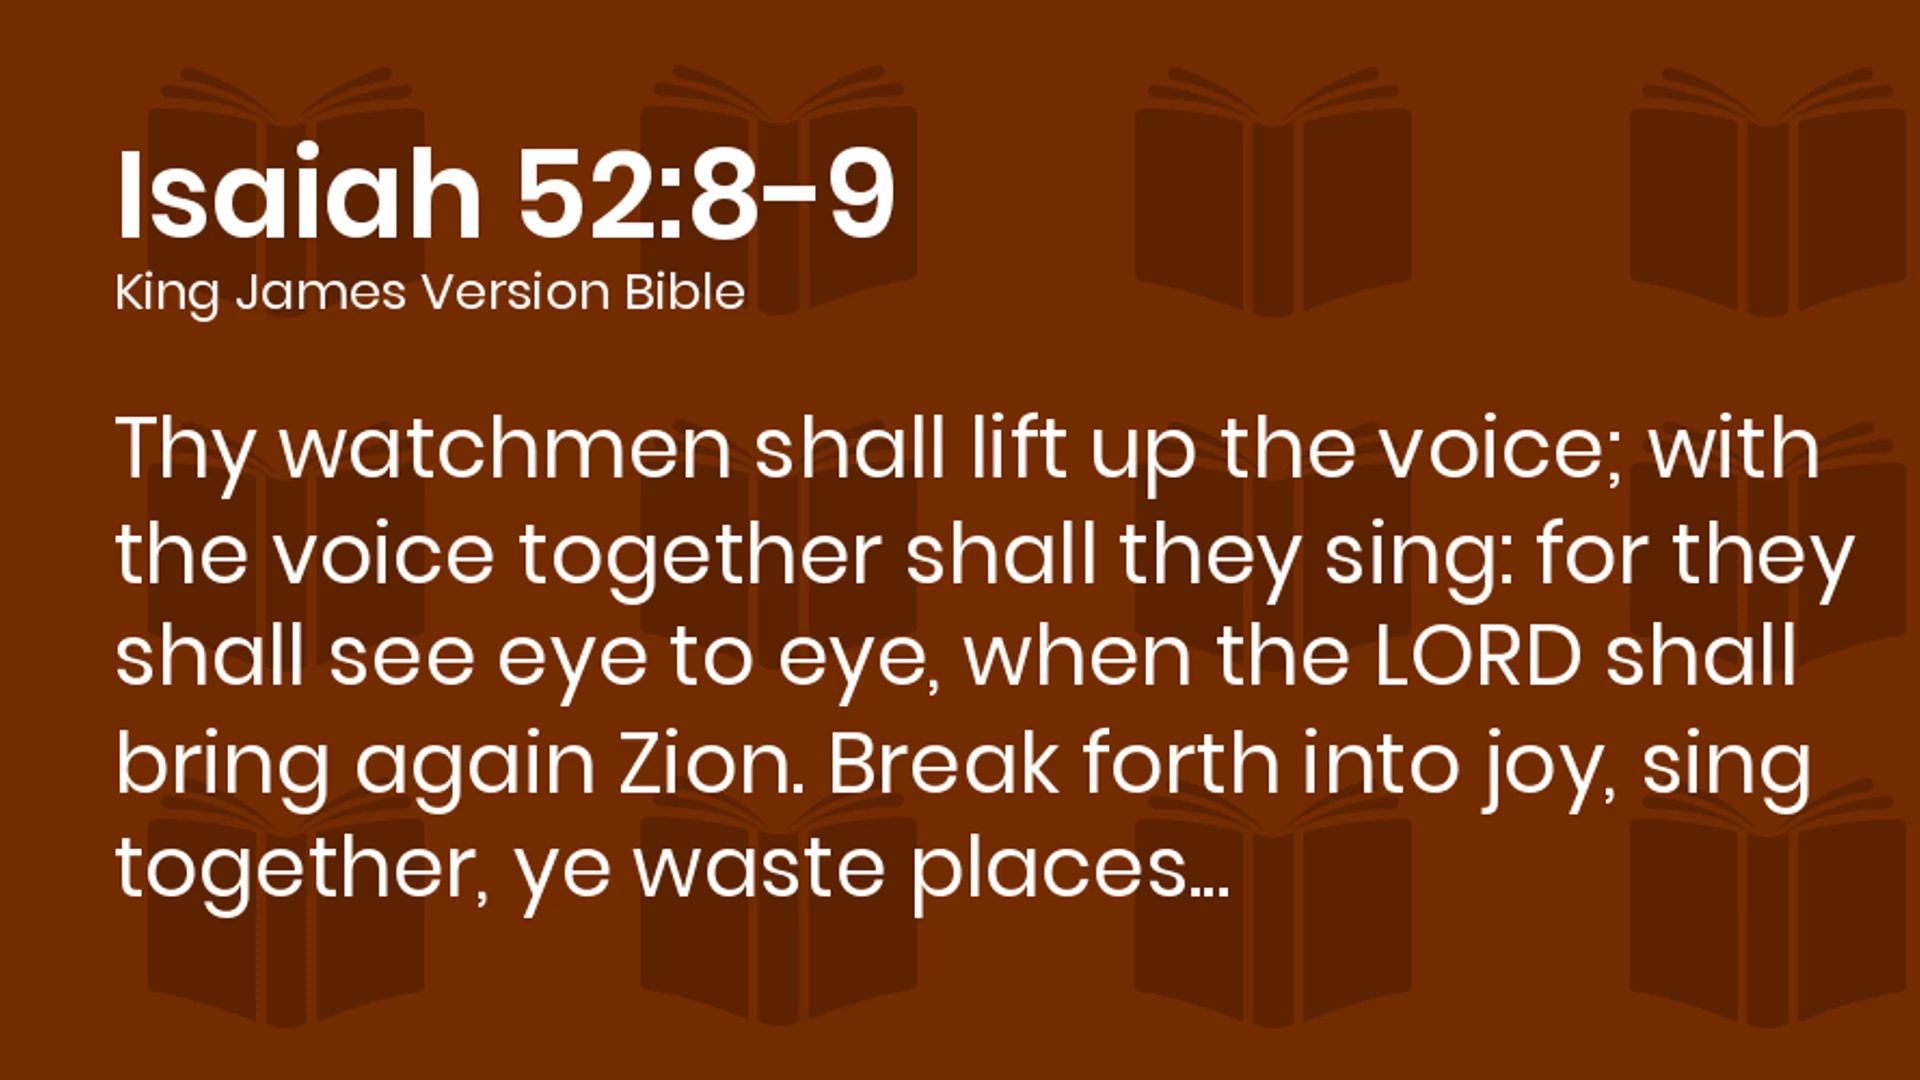 Isaiah 52:8-9
King James Version Bible
Thy watchmen shall lift up the voice; with
the voice together shall they sing: for they
shall see eye to eye, when the LORD shall
bring again Zion. Break forth into joy, sing
together, ye waste places...